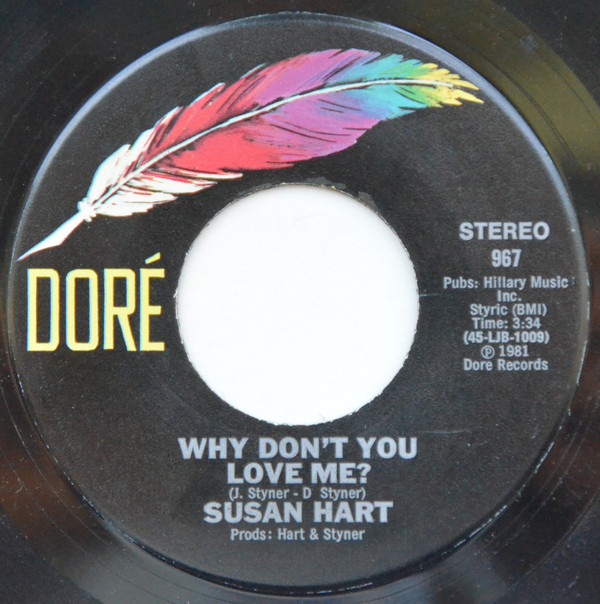 DORÉ
STEREO
967
Pubs: Hillary Music
Inc.
Styric (BMI)
Time: 3:34
(45-LJB-1009)
℗ 1981
Dore Records
WHY DON'T YOU
LOVE ME?
(J. Styner - D Styner)
SUSAN HART
Prods: Hart & Styner